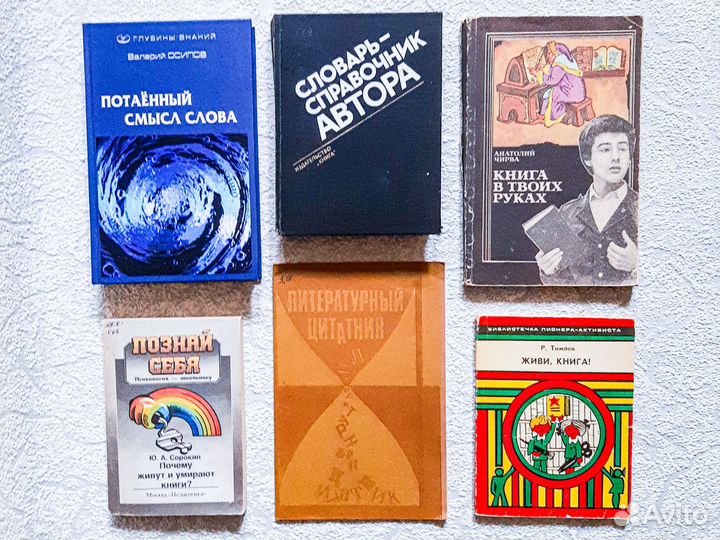 ГЛУБИНЫ ЗНАНИЙ
Валерий ОСИПОВ
ПОТАЁННЫЙ
СМЫСЛ СЛОВА
СЛОВАРЬ-
СПРАВОЧНИК
АВТОРА
ИЗДАТЕЛЬСТВО
„КНИГА“
АНАТОЛИЙ
ЧИРВА
КНИГА
В ТВОИХ
РУКАХ
ПОЗНАЙ
СЕБЯ
Психология — школьнику
Ю. А. Сорокин
Почему
живут и умирают
книги?
Москва «Педагогика»
ЛИТЕРАТУРНЫЙ
ЦИТАТНИК
БИБЛИОТЕЧКА ПИОНЕРА-АКТИВИСТА
Р. Тимаев
ЖИВИ, КНИГА!
Avito